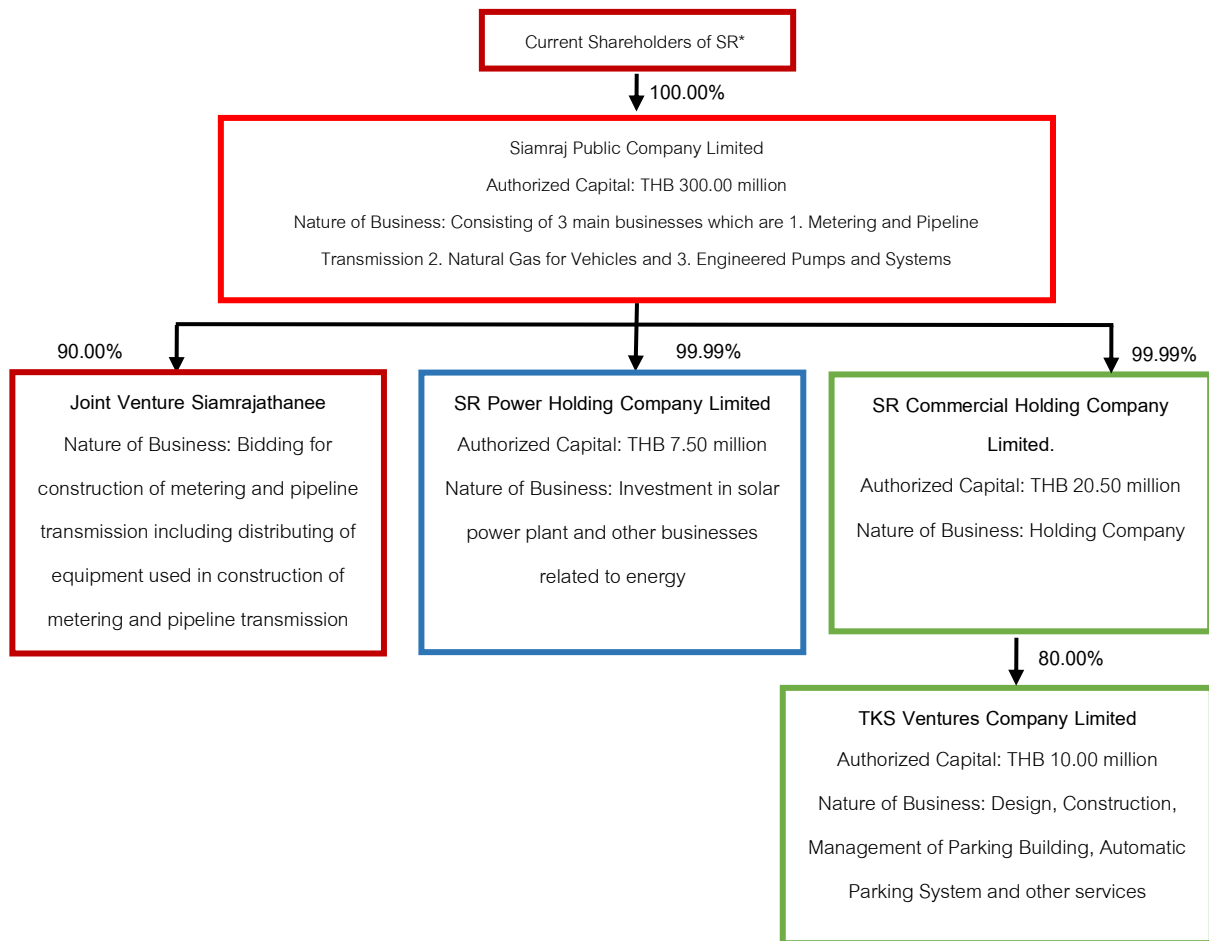 Current Shareholders of SR*
100.00%
Siamraj Public Company Limited
Authorized Capital: THB 300.00 million
Nature of Business: Consisting of 3 main businesses which are 1. Metering and Pipeline
Transmission 2. Natural Gas for Vehicles and 3. Engineered Pumps and Systems
90.00%
99.99%
99.99%
Joint Venture Siamrajathanee
Nature of Business: Bidding for
construction of metering and pipeline
transmission including distributing of
equipment used in construction of
metering and pipeline transmission
SR Power Holding Company Limited
Authorized Capital: THB 7.50 million
Nature of Business: Investment in solar
power plant and other businesses
related to energy
SR Commercial Holding Company
Limited.
Authorized Capital: THB 20.50 million
Nature of Business: Holding Company
80.00%
TKS Ventures Company Limited
Authorized Capital: THB 10.00 million
Nature of Business: Design, Construction,
Management of Parking Building, Automatic
Parking System and other services